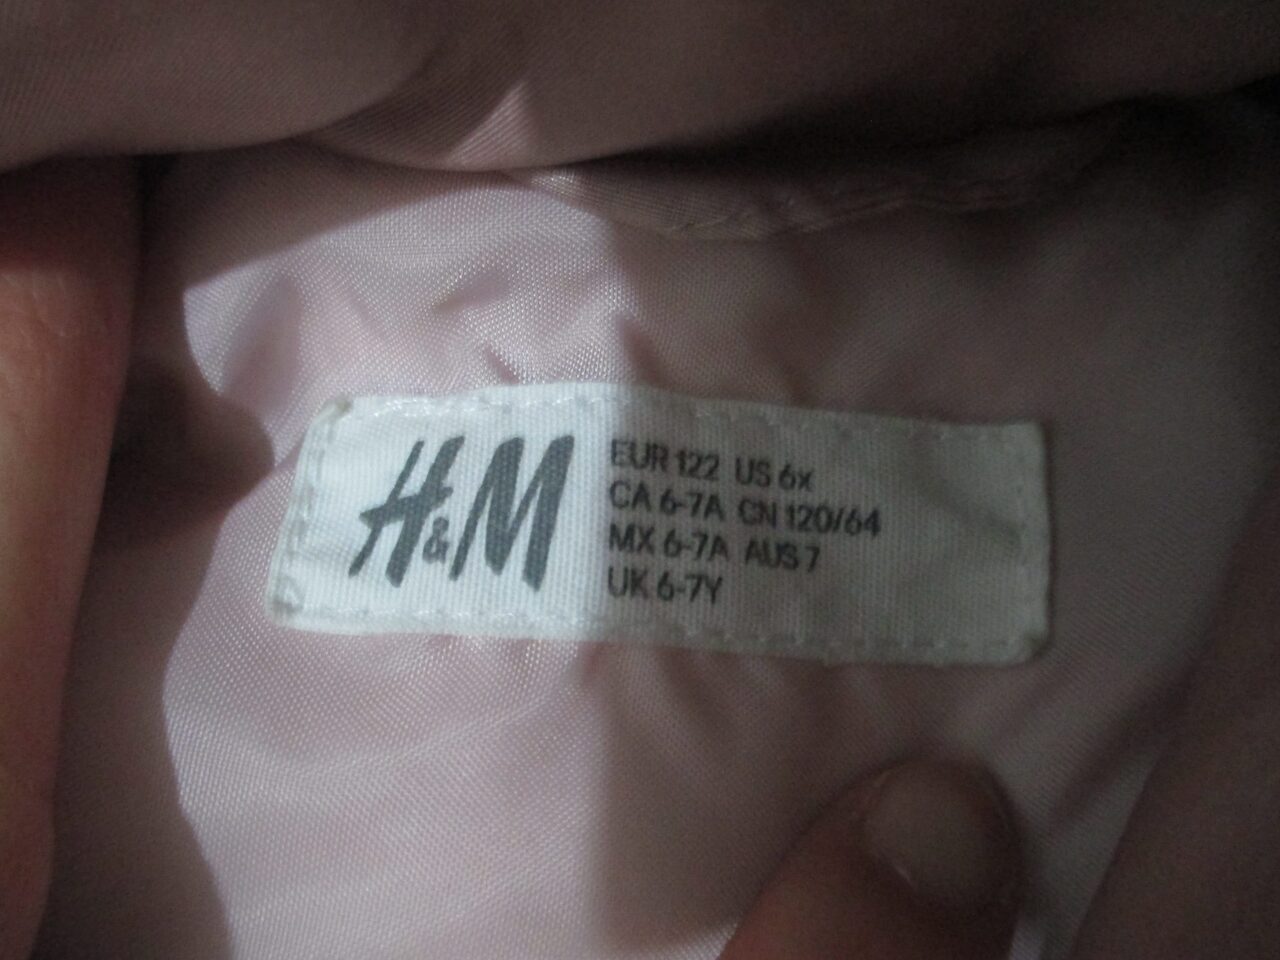 H&M
EUR 122 US 6x
CA 6-7A CN 120/64
MX 6-7A AUS 7
UK 6-7Y